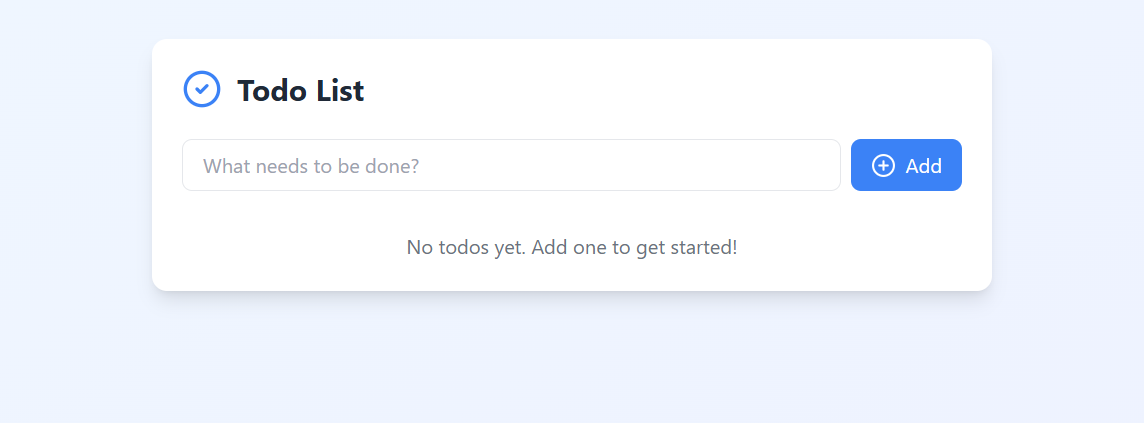 Todo List
What needs to be done?
Add
No todos yet. Add one to get started!